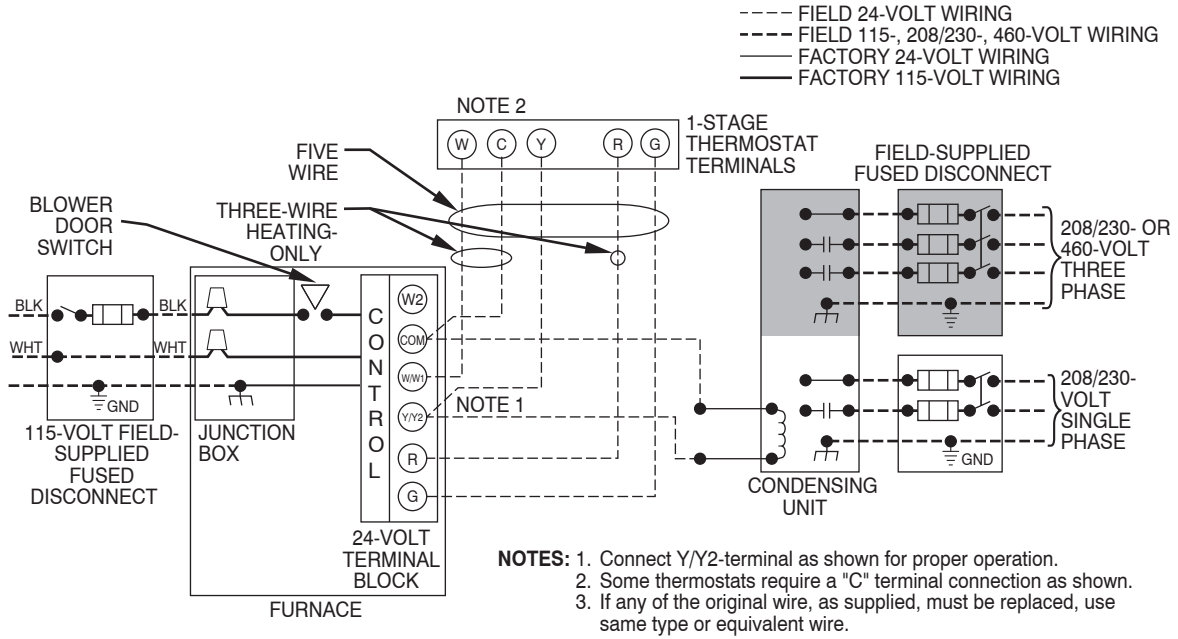 FIELD 24-VOLT WIRING
FIELD 115-, 208/230-, 460-VOLT WIRING
FACTORY 24-VOLT WIRING
FACTORY 115-VOLT WIRING
NOTE 2
W C Y R G
1-STAGE
THERMOSTAT
TERMINALS
FIVE
WIRE
THREE-WIRE
HEATING-
ONLY
BLOWER
DOOR
SWITCH
FIELD-SUPPLIED
FUSED DISCONNECT
208/230- OR
460-VOLT
THREE
PHASE
BLK
BLK
WHT
WHT
GND
115-VOLT FIELD-
SUPPLIED
FUSED
DISCONNECT
JUNCTION
BOX
CONTROL
W2
COM
W/W1
Y/Y2
R
G
NOTE 1
24-VOLT
TERMINAL
BLOCK
FURNACE
208/230-
VOLT
SINGLE
PHASE
GND
CONDENSING
UNIT
NOTES: 1. Connect Y/Y2-terminal as shown for proper operation.
2. Some thermostats require a "C" terminal connection as shown.
3. If any of the original wire, as supplied, must be replaced, use
same type or equivalent wire.